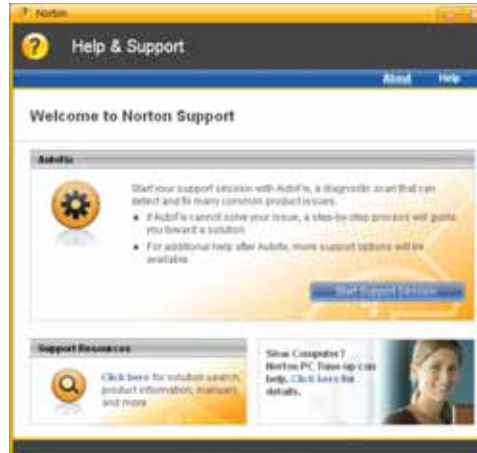 Norton
? Help & Support
About Help
Welcome to Norton Support
Autofix
Start your support session with AutoFix, a diagnostic scan that can
detect and fix many common product issues.
• If AutoFix cannot solve your issue, a step-by-step process will guide
you toward a solution.
• For additional help after Autofix, more support options will be
available
Start Support Session
Support Resources
Click here for solution search,
product information, manuals,
and more
Slow Computer?
Norton PC Tune-up can
help. Click here for
details.